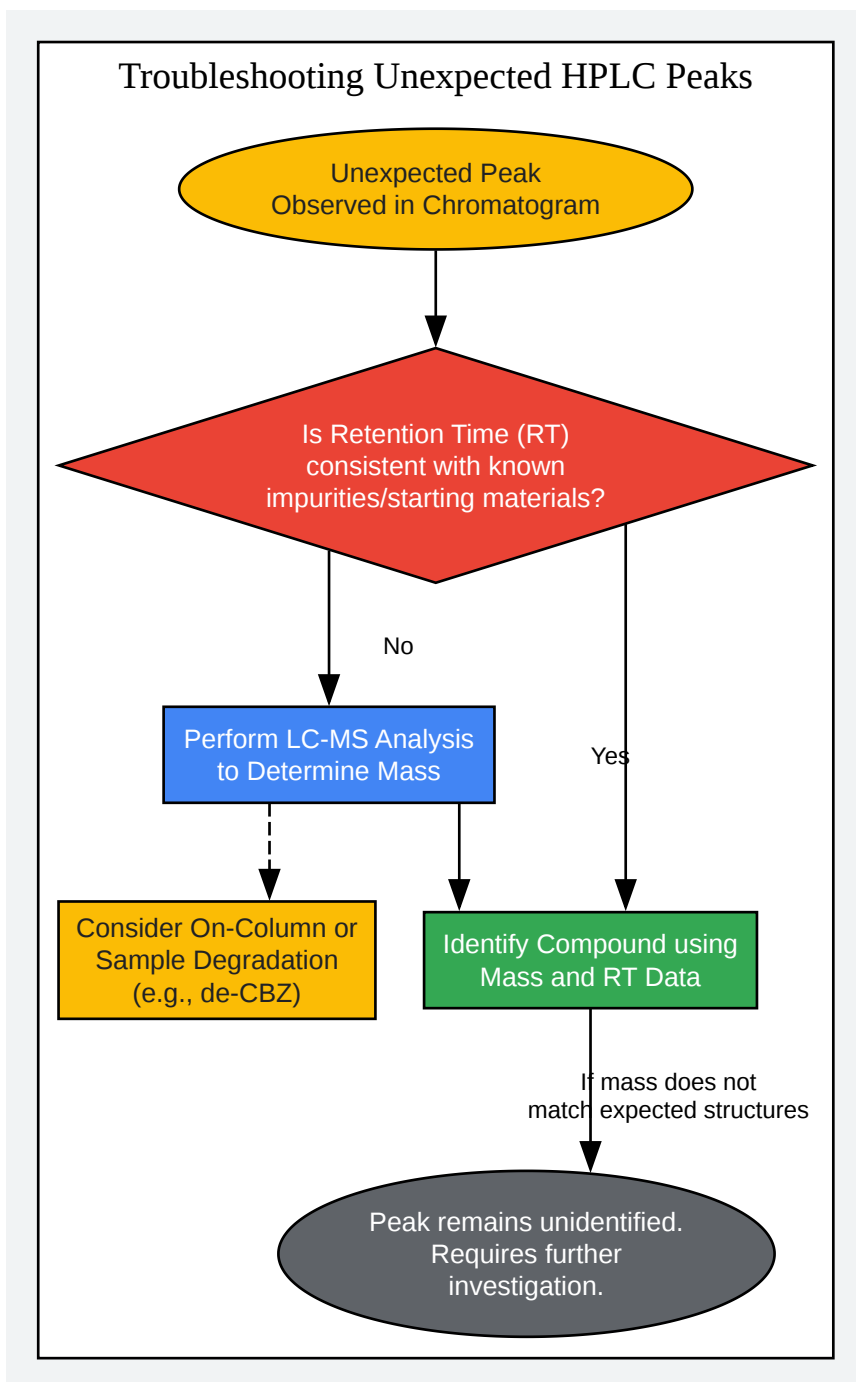 Troubleshooting Unexpected HPLC Peaks
Unexpected Peak
Observed in Chromatogram
Is Retention Time (RT)
consistent with known
impurities/starting materials?
No
Perform LC-MS Analysis
to Determine Mass
Yes
Consider On-Column or
Sample Degradation
(e.g., de-CBZ)
Identify Compound using
Mass and RT Data
If mass does not
match expected structures
Peak remains unidentified.
Requires further
investigation.